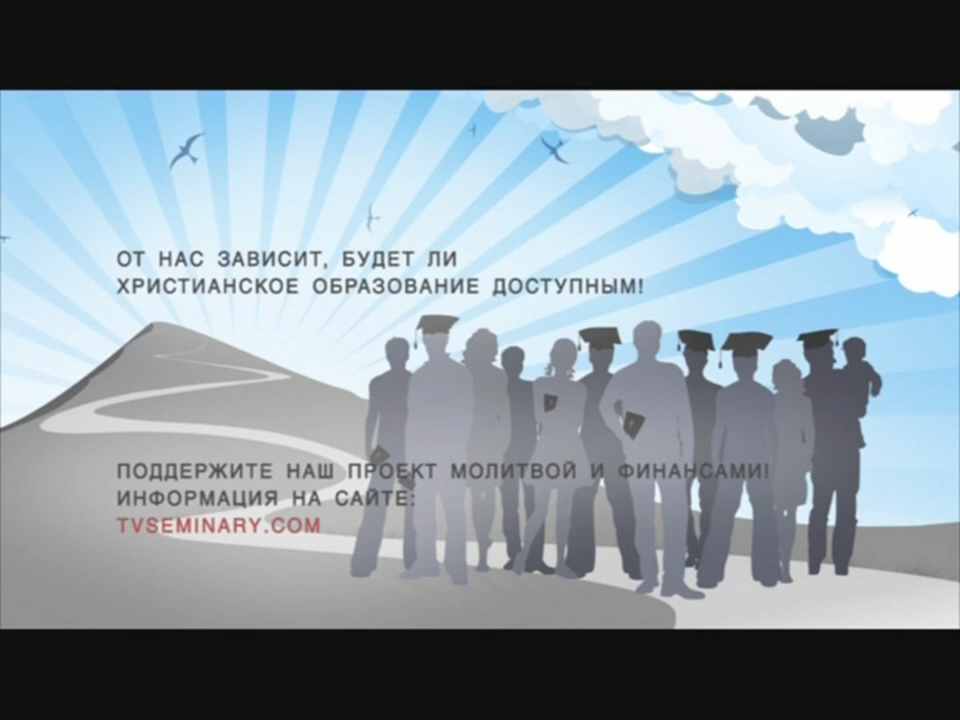 ОТ НАС ЗАВИСИТ, БУДЕТ ЛИ
ХРИСТИАНСКОЕ ОБРАЗОВАНИЕ ДОСТУПНЫМ!
ПОДДЕРЖИТЕ НАШ ПРОЕКТ МОЛИТВОЙ И ФИНАНСАМИ!
ИНФОРМАЦИЯ НА САЙТЕ:
TVSEMINARY.COM